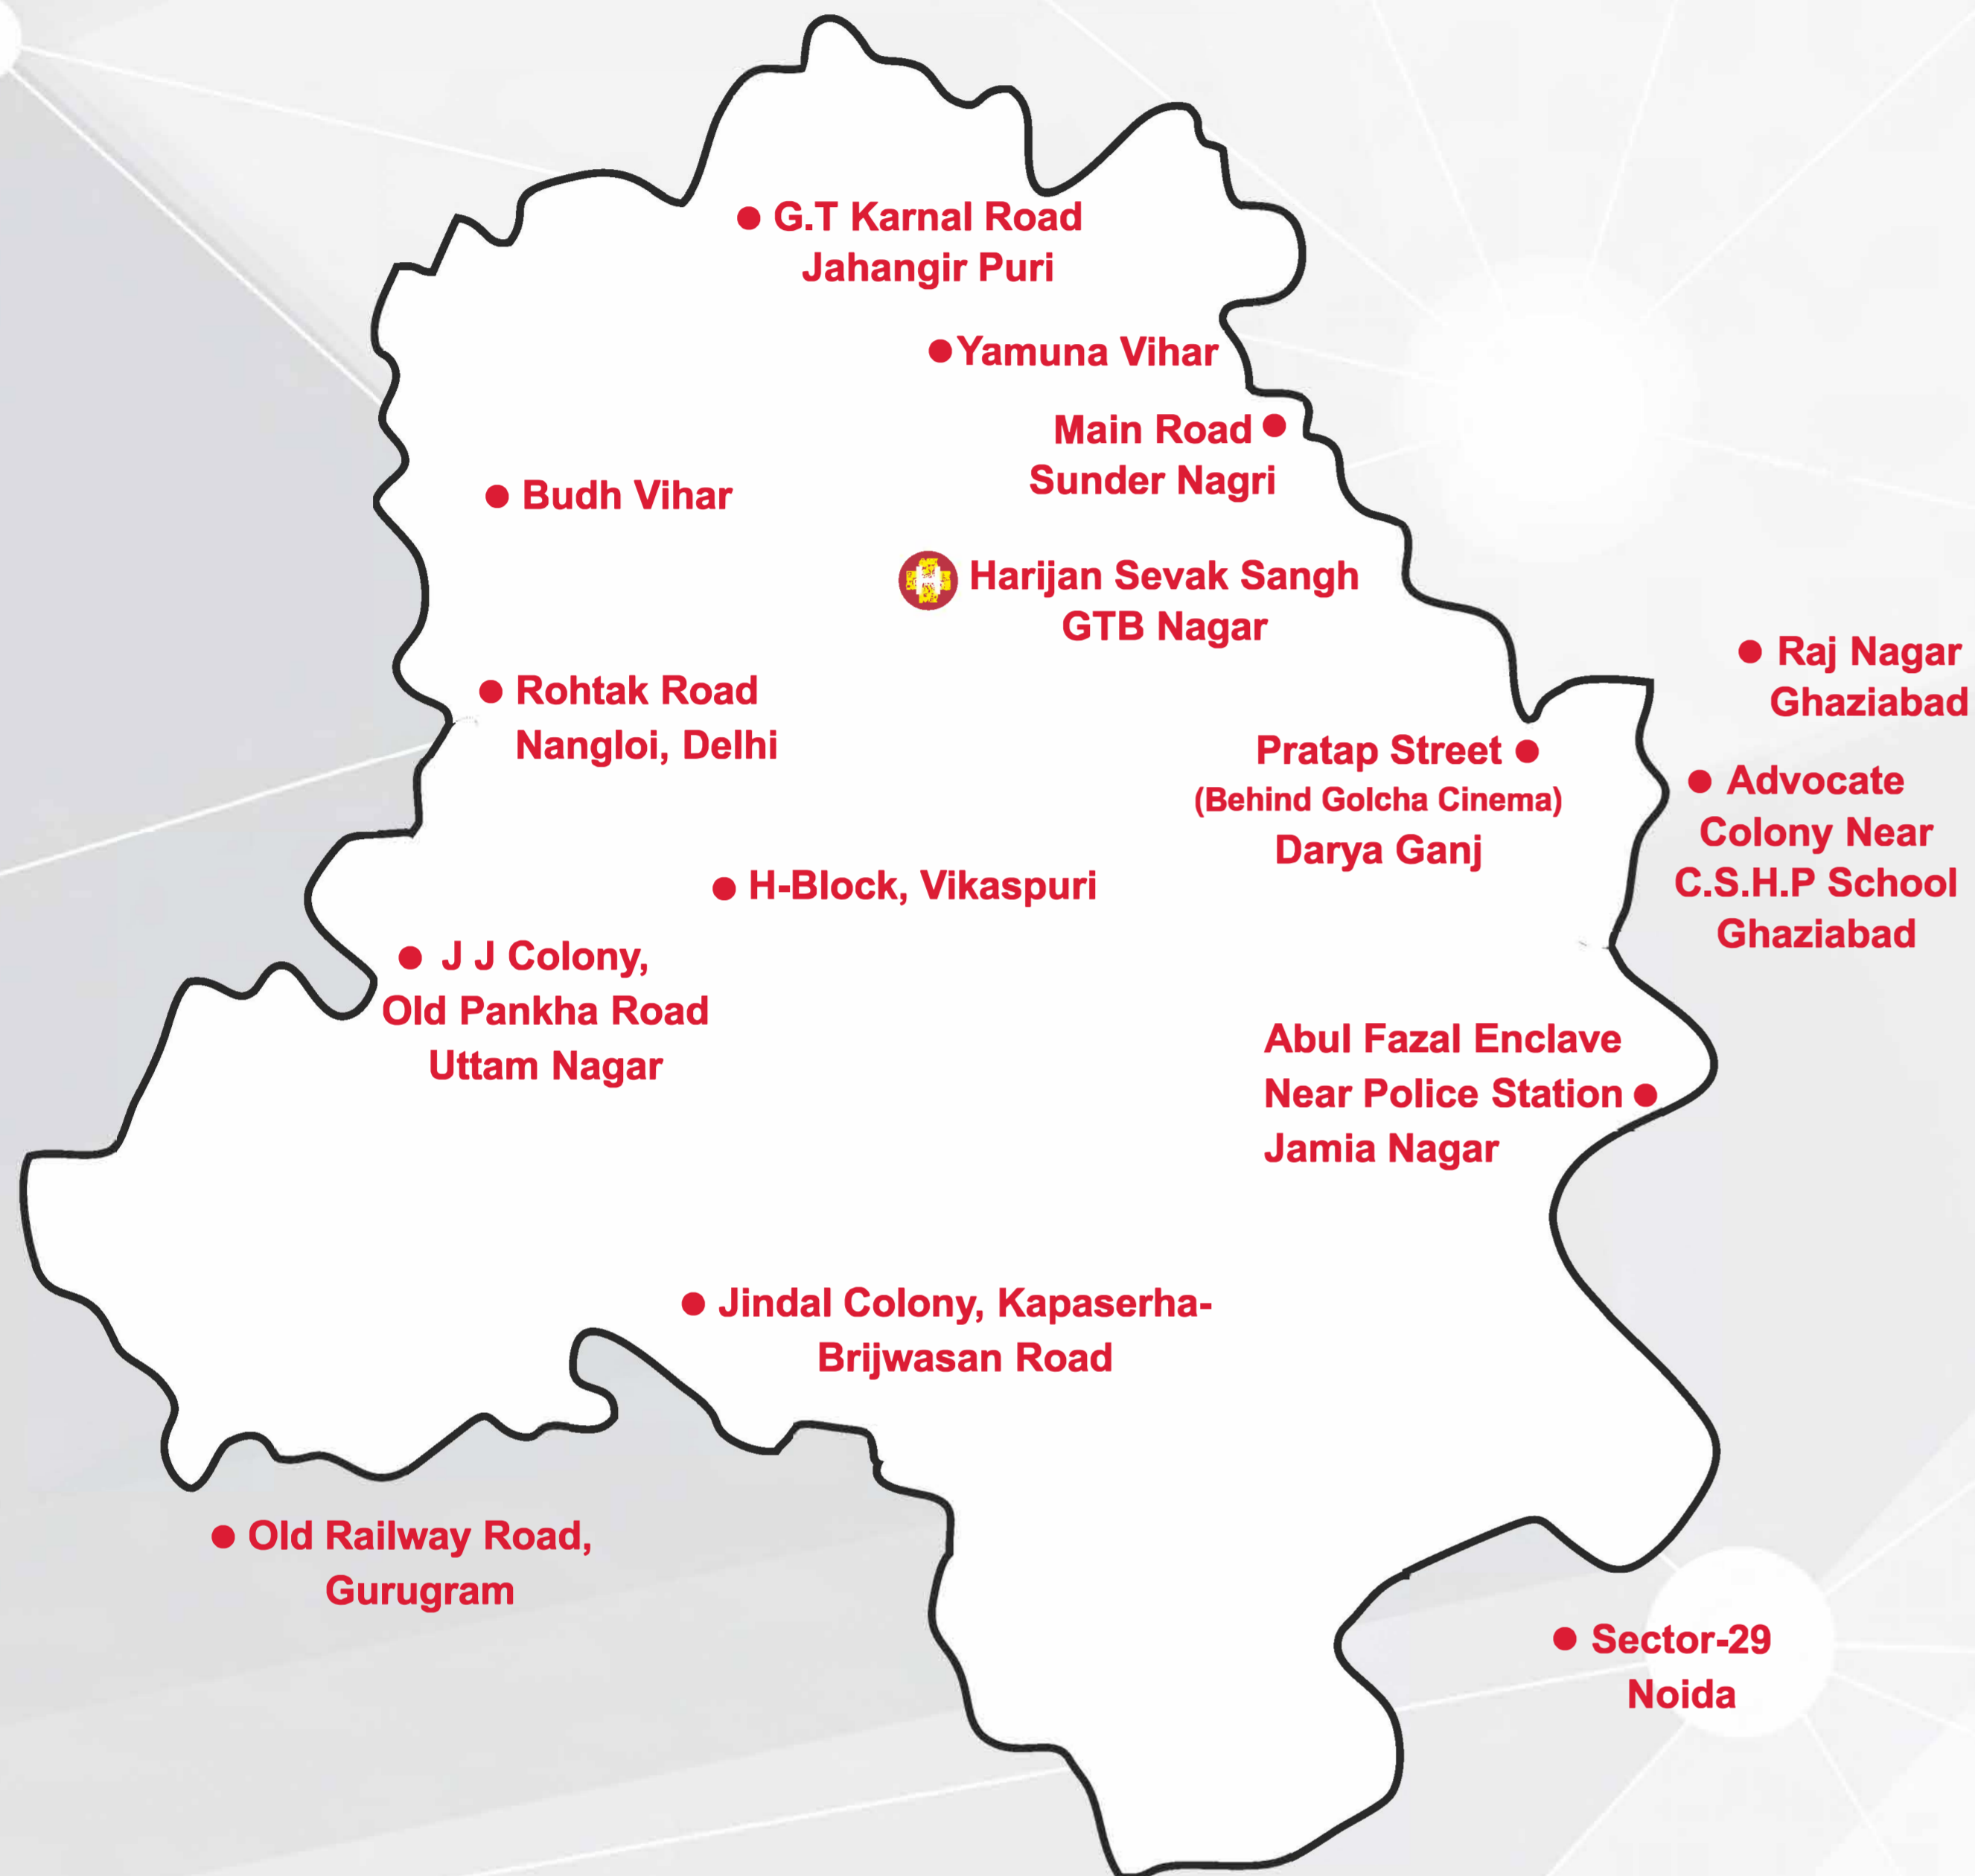 G.T Karnal Road
Jahangir Puri
Yamuna Vihar
Main Road
Sunder Nagri
Budh Vihar
H
Harijan Sevak Sangh
GTB Nagar
Raj Nagar
Ghaziabad
Rohtak Road
Nangloi, Delhi
Pratap Street
(Behind Golcha Cinema)
Darya Ganj
Advocate
Colony Near
C.S.H.P School
Ghaziabad
H-Block, Vikaspuri
J J Colony,
Old Pankha Road
Uttam Nagar
Abul Fazal Enclave
Near Police Station
Jamia Nagar
Jindal Colony, Kapaserha-
Brijwasan Road
Old Railway Road,
Gurugram
Sector-29
Noida